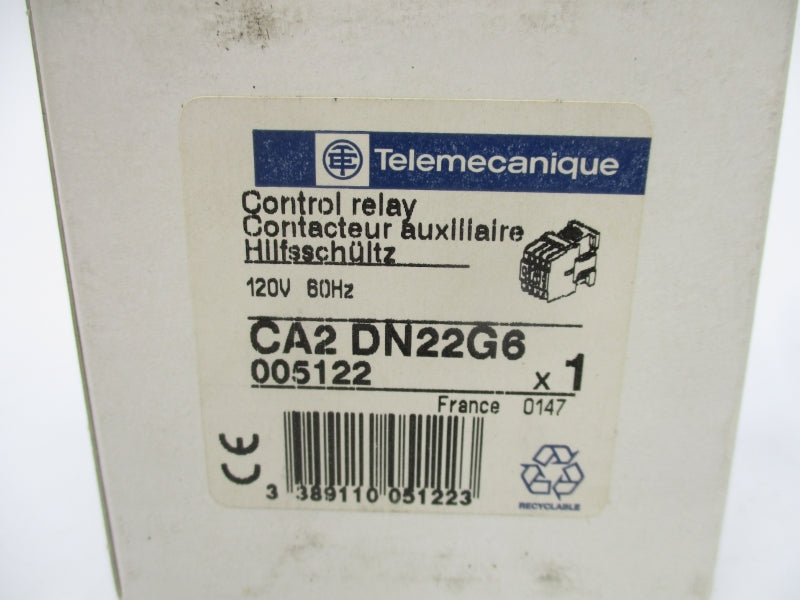 Telemecanique
Control relay
Contacteur auxiliaire
Hilfsschültz
120V 60Hz
CA2 DN22G6
005122 x 1
France 0147
CE
3 389110 051223
RECYCLABLE